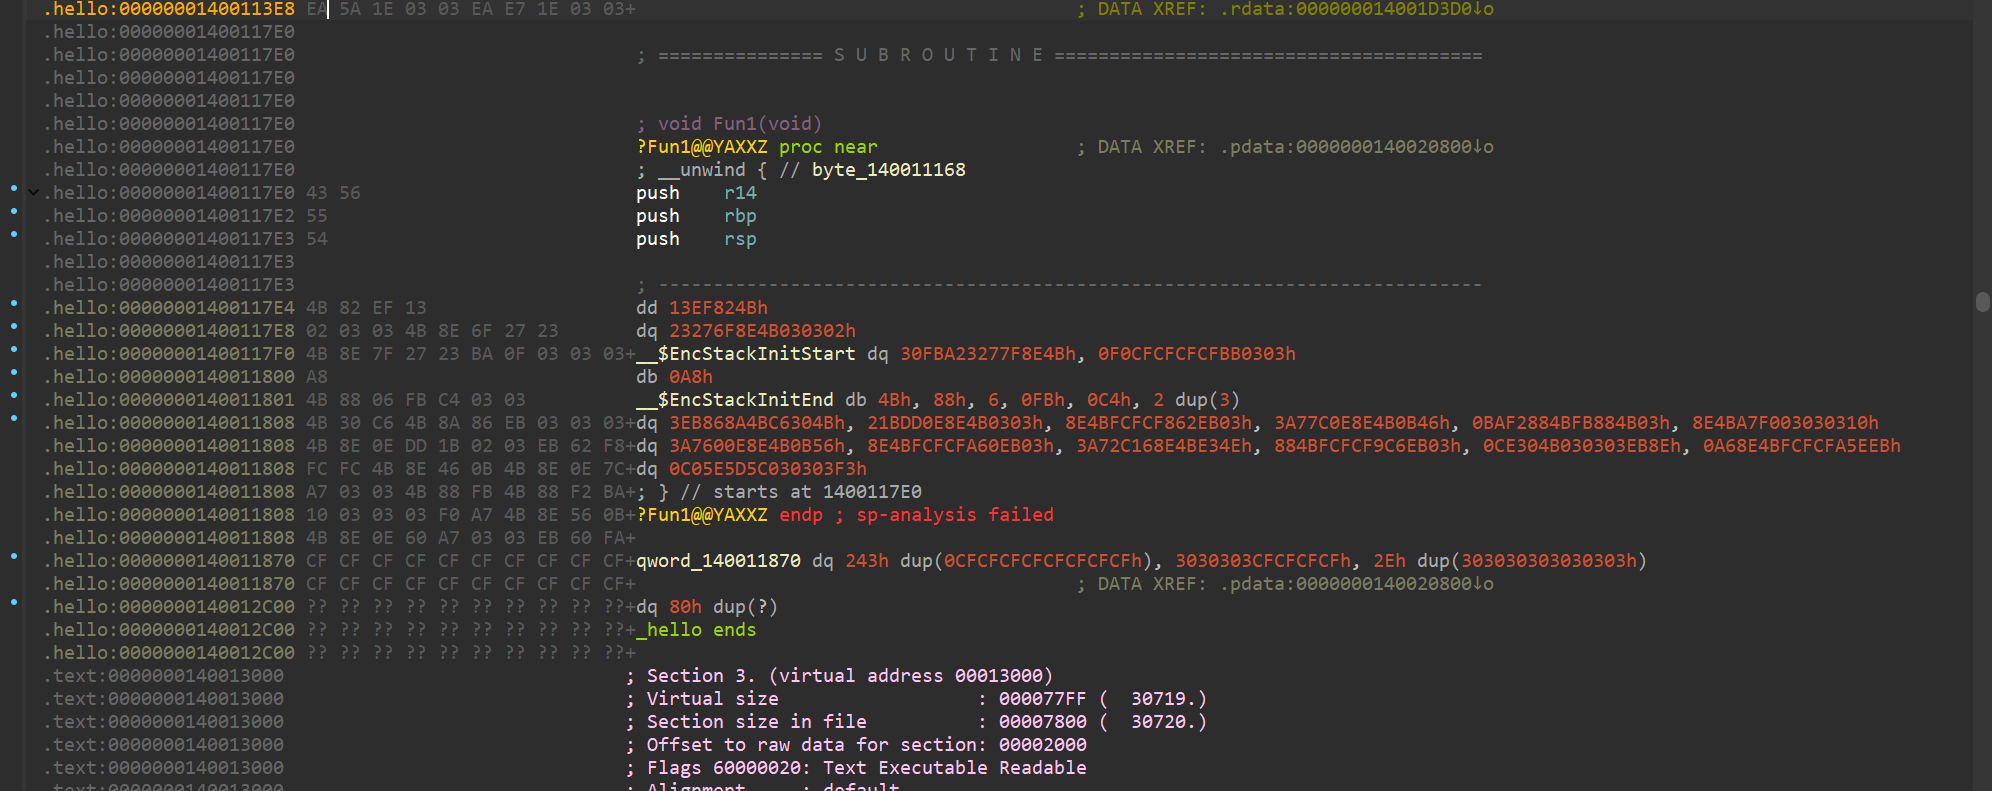 .hello:00000001400113E8 EA 5A 1E 03 03 EA E7 1E 03 03+ ; DATA XREF: .rdata:000000014001D3D0↓o
.hello:00000001400117E0
.hello:00000001400117E0 ; =============== S U B R O U T I N E =======================================
.hello:00000001400117E0
.hello:00000001400117E0
.hello:00000001400117E0 ; void Fun1(void)
.hello:00000001400117E0 ?Fun1@@YAXXZ proc near ; DATA XREF: .pdata:0000000140020800↓o
.hello:00000001400117E0 ; __unwind { // byte_140011168
.hello:00000001400117E0 43 56 push r14
.hello:00000001400117E2 55 push rbp
.hello:00000001400117E3 54 push rsp
.hello:00000001400117E3
.hello:00000001400117E3 ; ---------------------------------------------------------------------------
.hello:00000001400117E4 4B 82 EF 13 dd 13EF824Bh
.hello:00000001400117E8 02 03 03 4B 8E 6F 27 23 dq 23276F8E4B030302h
.hello:00000001400117F0 4B 8E 7F 27 23 BA 0F 03 03 03+__$EncStackInitStart dq 30FBA23277F8E4Bh, 0F0CFCFCFCFBB0303h
.hello:0000000140011800 A8 db 0A8h
.hello:0000000140011801 4B 88 06 FB C4 03 03 __$EncStackInitEnd db 4Bh, 88h, 6, 0FBh, 0C4h, 2 dup(3)
.hello:0000000140011808 4B 30 C6 4B 8A 86 EB 03 03 03+dq 3EB868A4BC6304Bh, 21BDD0E8E4B0303h, 8E4BFCFCF862EB03h, 3A77C0E8E4B0B46h, 0BAF2884BFB884B03h, 8E4BA7F003030310h
.hello:0000000140011808 4B 8E 0E DD 1B 02 03 EB 62 F8+dq 3A7600E8E4B0B56h, 8E4BFCFCFA60EB03h, 3A72C168E4BE34Eh, 884BFCFCF9C6EB03h, 0CE304B030303EB8Eh, 0A68E4BFCFCFA5EEBh
.hello:0000000140011808 FC FC 4B 8E 46 0B 4B 8E 0E 7C+dq 0C05E5D5C030303F3h
.hello:0000000140011808 A7 03 03 4B 88 FB 4B 88 F2 BA+; } // starts at 1400117E0
.hello:0000000140011808 10 03 03 03 F0 A7 4B 8E 56 0B+?Fun1@@YAXXZ endp ; sp-analysis failed
.hello:0000000140011808 4B 8E 0E 60 A7 03 03 EB 60 FA+
.hello:0000000140011870 CF CF CF CF CF CF CF CF CF CF+qword_140011870 dq 243h dup(0CFCFCFCFCFCFCFCFh), 3030303CFCFCFCFh, 2Eh dup(303030303030303h)
.hello:0000000140011870 CF CF CF CF CF CF CF CF CF CF+ ; DATA XREF: .pdata:0000000140020800↓o
.hello:0000000140012C00 ?? ?? ?? ?? ?? ?? ?? ?? ?? ??+dq 80h dup(?)
.hello:0000000140012C00 ?? ?? ?? ?? ?? ?? ?? ?? ?? ??+_hello ends
.hello:0000000140012C00 ?? ?? ?? ?? ?? ?? ?? ?? ?? ??+
.text:0000000140013000 ; Section 3. (virtual address 00013000)
.text:0000000140013000 ; Virtual size : 000077FF ( 30719.)
.text:0000000140013000 ; Section size in file : 00007800 ( 30720.)
.text:0000000140013000 ; Offset to raw data for section: 00002000
.text:0000000140013000 ; Flags 60000020: Text Executable Readable
.text:0000000140013000 ; Alignment : default